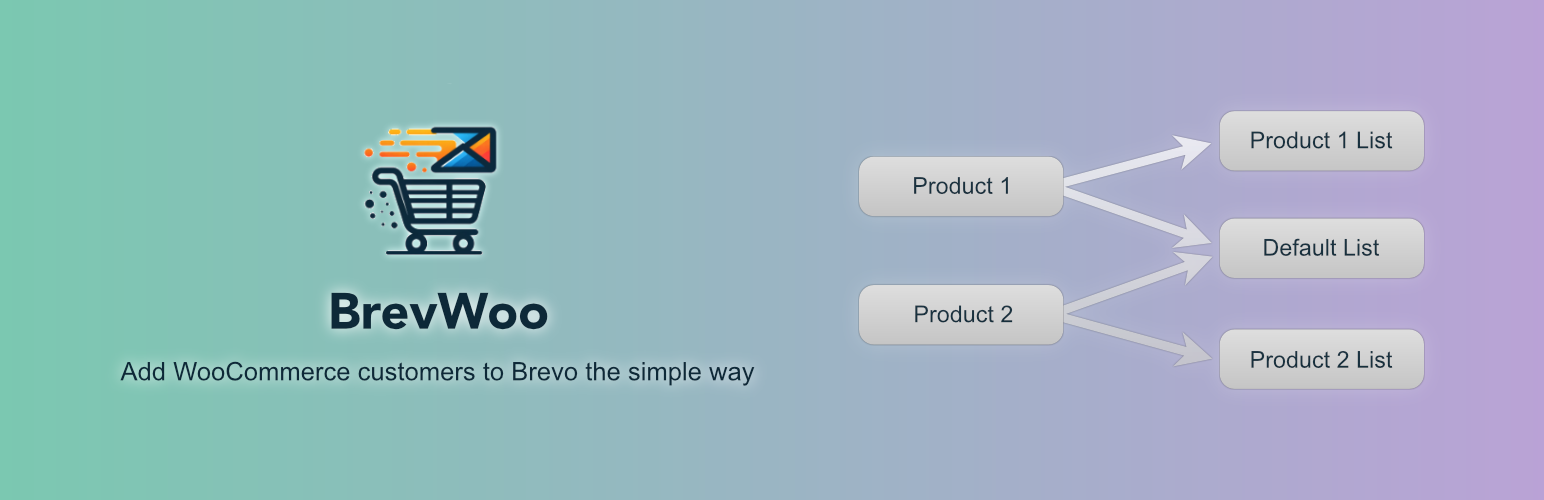 BrevWoo
Add WooCommerce customers to Brevo the simple way
Product 1
Product 2
Product 1 List
Default List
Product 2 List